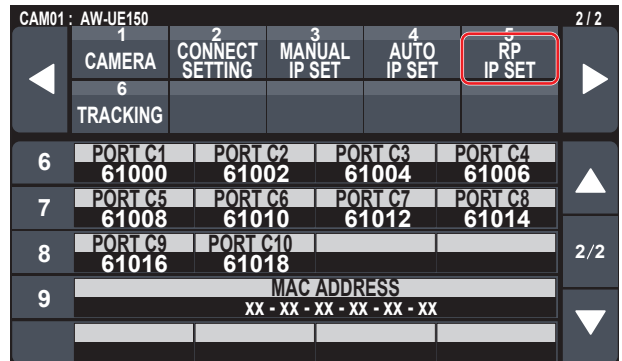 CAM01 : AW-UE150 2 / 2
1 2 3 4 5
CAMERA CONNECT SETTING MANUAL IP SET AUTO IP SET RP IP SET
6
TRACKING
6 PORT C1 PORT C2 PORT C3 PORT C4
61000 61002 61004 61006
7 PORT C5 PORT C6 PORT C7 PORT C8
61008 61010 61012 61014
8 PORT C9 PORT C10
61016 61018
2/2
9 MAC ADDRESS
XX - XX - XX - XX - XX - XX